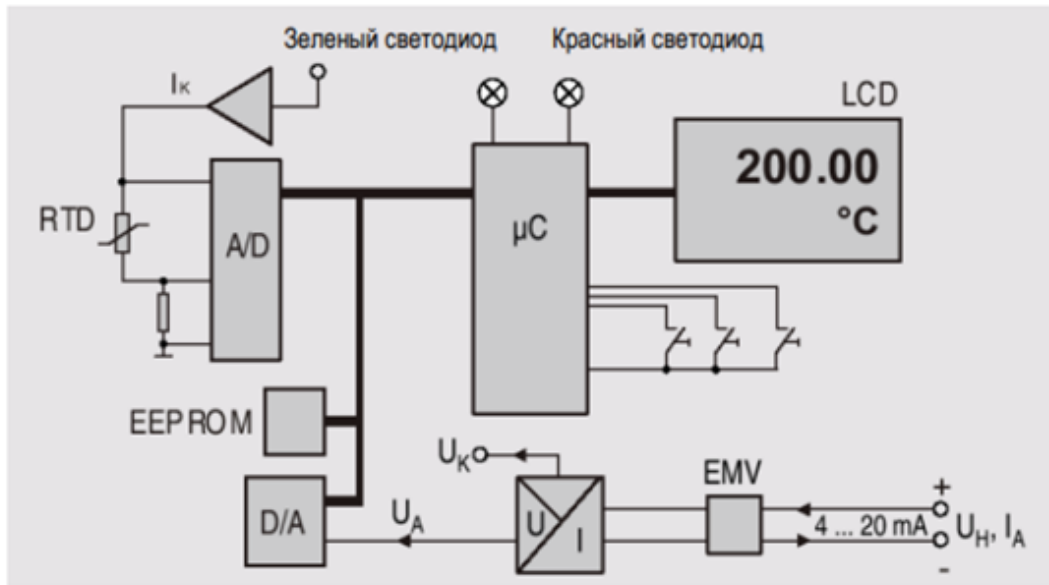 Зеленый светодиод
Красный светодиод
Iк
LCD
200.00
°C
RTD
A/D
µC
EEPROM
D/A
UK
UA
U
I
EMV
+
4 ... 20 mA
UH, IA
-